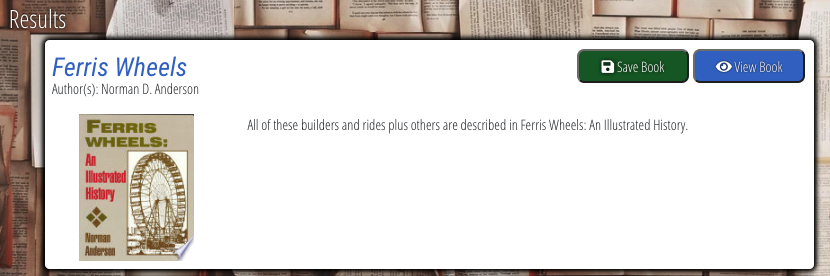 Results
Ferris Wheels
Save Book
View Book
Author(s): Norman D. Anderson
All of these builders and rides plus others are described in Ferris Wheels: An Illustrated History.
FERRIS
WHEELS:
An
Illustrated
History
Norman
Anderson